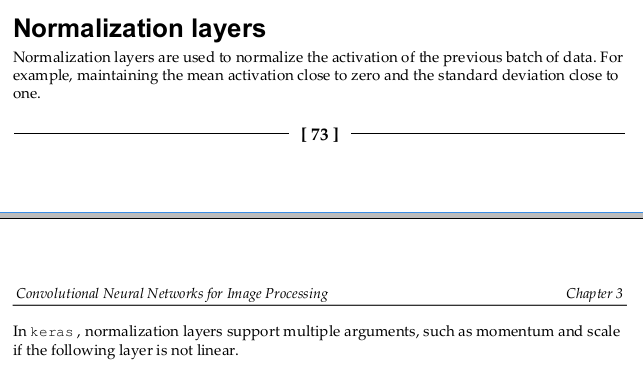 Normalization layers
Normalization layers are used to normalize the activation of the previous batch of data. For
example, maintaining the mean activation close to zero and the standard deviation close to
one.
[ 73 ]
Convolutional Neural Networks for Image Processing Chapter 3
In keras, normalization layers support multiple arguments, such as momentum and scale
if the following layer is not linear.